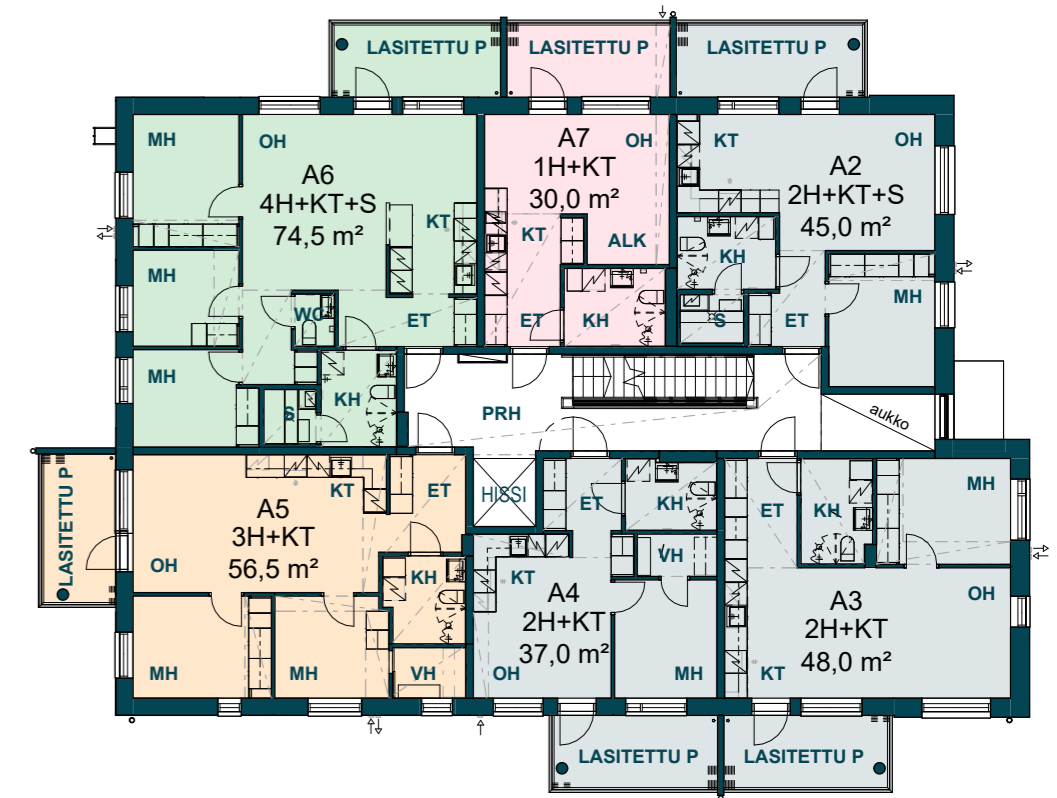 LASITETTU P
LASITETTU P
LASITETTU P
MH
OH
A6
4H+KT+S
74,5 m²
KT
MH
WC
ET
MH
S
KH
A7
1H+KT
30,0 m²
OH
KT
ALK
ET
KH
KT
OH
A2
2H+KT+S
45,0 m²
KH
S
ET
MH
PRH
aukko
HISSI
LASITETTU P
A5
3H+KT
56,5 m²
KT
ET
OH
KH
MH
MH
VH
ET
KH
VH
KT
A4
2H+KT
37,0 m²
OH
MH
ET
KH
MH
A3
2H+KT
48,0 m²
OH
KT
LASITETTU P
LASITETTU P